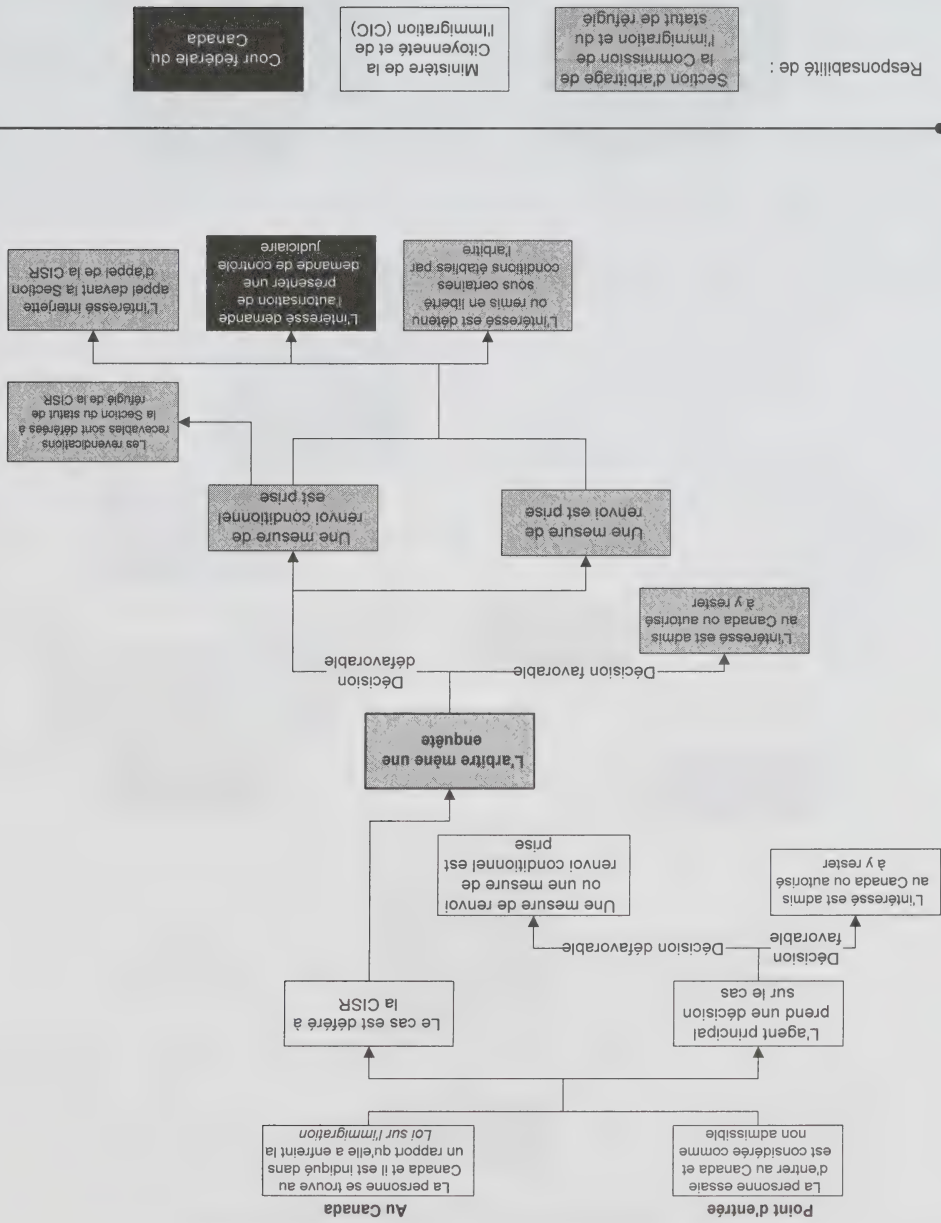 Point d'entrée
Au Canada
La personne essaie
d'entrer au Canada et
est considérée comme
non admissible
La personne se trouve au
Canada et il est indiqué dans
un rapport qu'elle a enfreint la
Loi sur l'immigration
L'agent principal
prend une décision
sur le cas
Le cas est déféré à
la CISR
Décision
favorable
Décision défavorable
L'intéressé est admis
au Canada ou autorisé
à y rester
Une mesure de renvoi
ou une mesure de
renvoi conditionnel est
prise
L'arbitre mène une
enquête
Décision favorable
Décision
défavorable
L'intéressé est admis
au Canada ou autorisé
à y rester
Une mesure de
renvoi est prise
Une mesure de
renvoi conditionnel
est prise
Les revendications
recevables sont déférées à
la Section du statut de
réfugié de la CISR
L'intéressé est détenu
ou remis en liberté
sous certaines
conditions établies par
l'arbitre
L'intéressé demande
l'autorisation de
présenter une
demande de contrôle
judiciaire
L'intéressé interjette
appel devant la Section
d'appel de la CISR
Responsabilité de :
Section d'arbitrage de
la Commission de
l'immigration et du
statut de réfugié
Ministère de la
Citoyenneté et de
l'Immigration (CIC)
Cour fédérale du
Canada